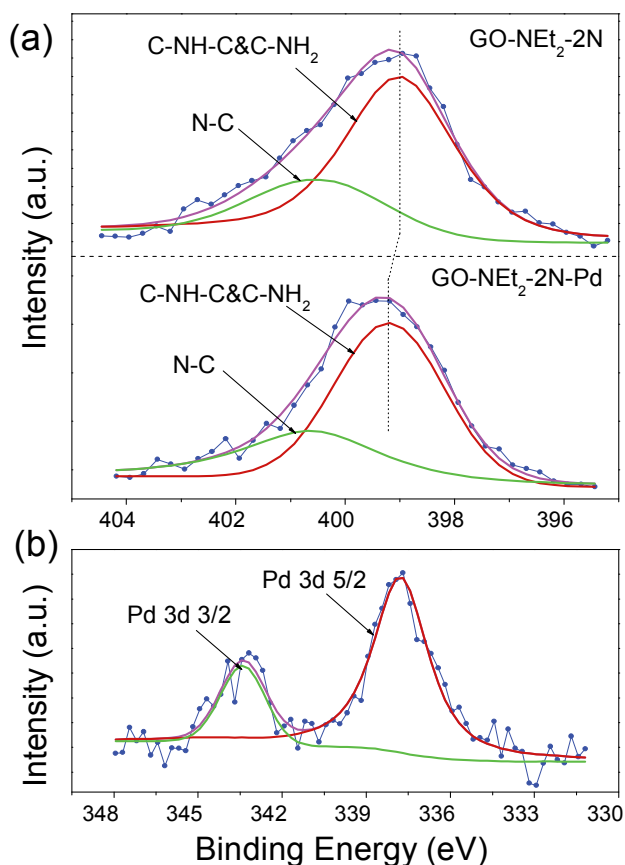 (a)
GO-NEt₂-2N
C-NH-C&C-NH₂
N-C
GO-NEt₂-2N-Pd
C-NH-C&C-NH₂
N-C
Intensity (a.u.)
404 402 400 398 396
(b)
Pd 3d 5/2
Pd 3d 3/2
Intensity (a.u.)
348 345 342 339 336 333 330
Binding Energy (eV)